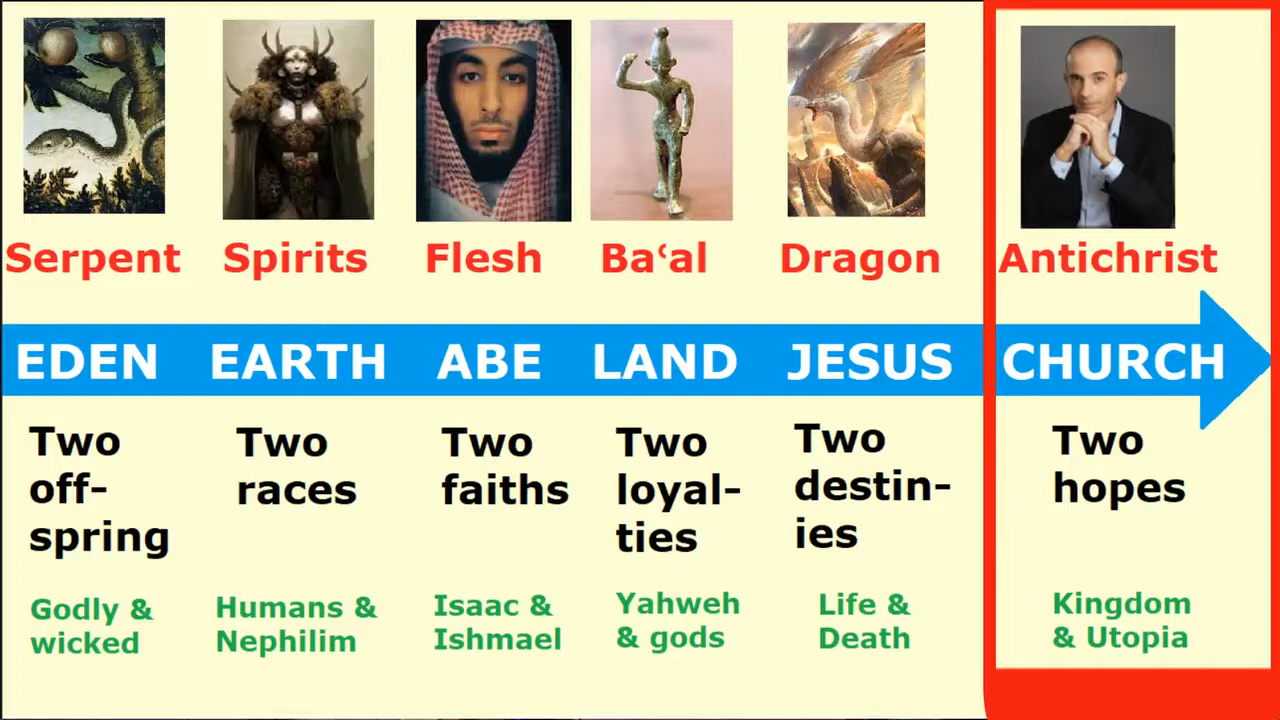 Serpent Spirits Flesh Baʿal Dragon Antichrist
EDEN EARTH ABE LAND JESUS CHURCH
Two
off-
spring
Two
races
Two
faiths
Two
loyal-
ties
Two
destin-
ies
Two
hopes
Godly &
wicked
Humans &
Nephilim
Isaac &
Ishmael
Yahweh
& gods
Life &
Death
Kingdom
& Utopia